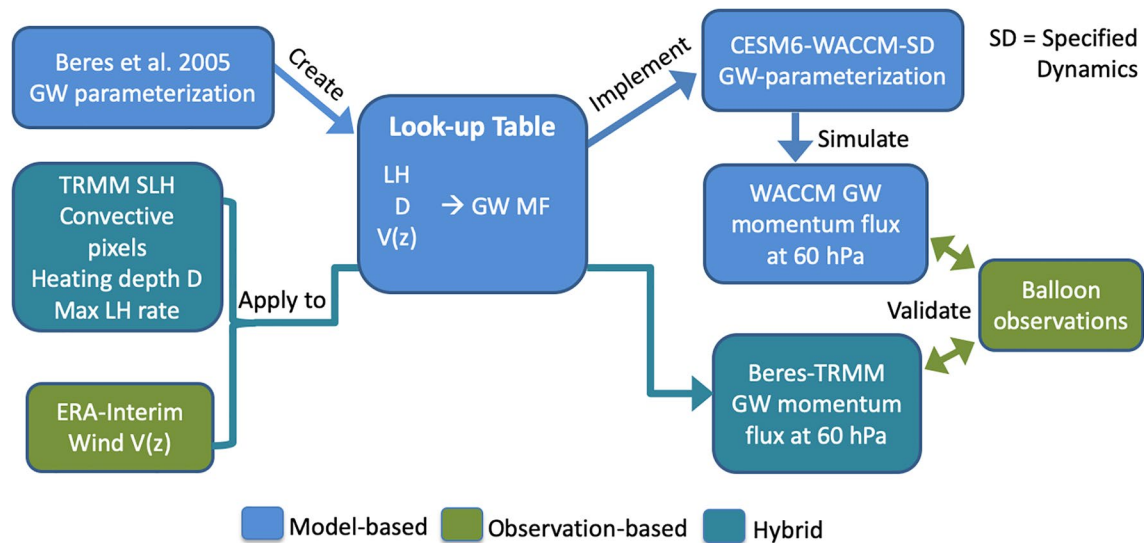 Beres et al. 2005
GW parameterization
Create
Look-up Table
LH
D → GW MF
V(z)
Implement
CESM6-WACCM-SD
GW-parameterization
SD = Specified
Dynamics
Simulate
WACCM GW
momentum flux
at 60 hPa
TRMM SLH
Convective
pixels
Heating depth D
Max LH rate
Apply to
ERA-Interim
Wind V(z)
Validate
Balloon
observations
Beres-TRMM
GW momentum
flux at 60 hPa
Model-based
Observation-based
Hybrid